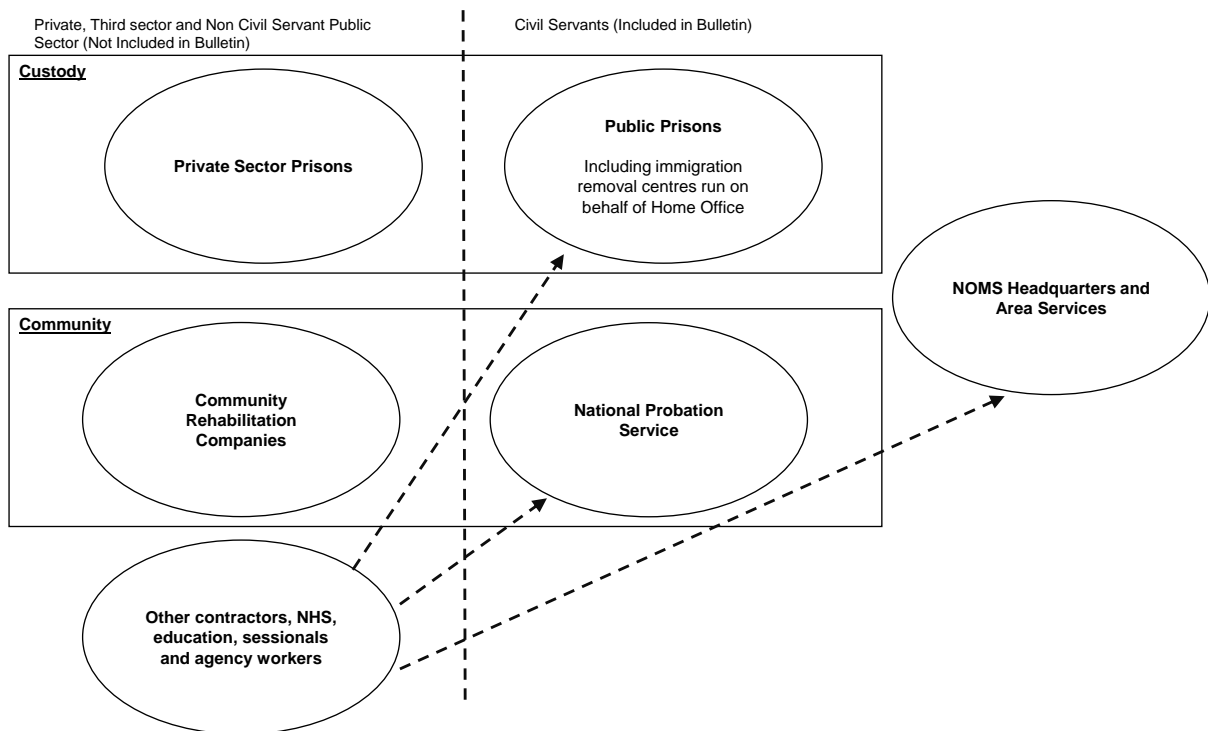 Private, Third sector and Non Civil Servant Public
Sector (Not Included in Bulletin)
Civil Servants (Included in Bulletin)
Custody
Private Sector Prisons
Public Prisons
Including immigration
removal centres run on
behalf of Home Office
NOMS Headquarters and
Area Services
Community
Community
Rehabilitation
Companies
National Probation
Service
Other contractors, NHS,
education, sessionals
and agency workers